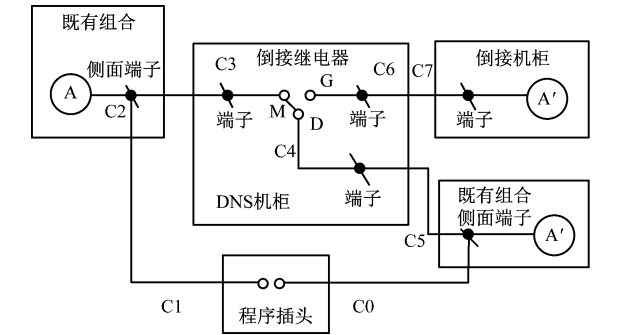 既有组合
A
侧面端子
C2
倒接继电器
C3
G
C6
端子
M
D
端子
C4
端子
DNS机柜
C7
倒接机柜
端子
A′
既有组合
侧面端子
A′
C5
C1
程序插头
C0